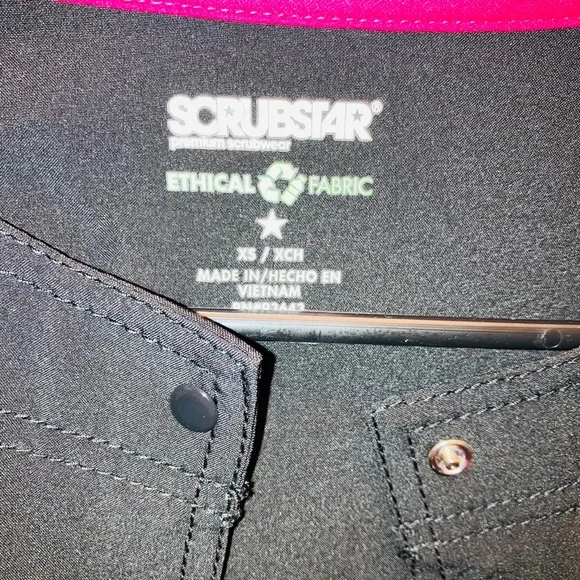 SCRUBSTAR®
premium scrubwear
ETHICAL FABRIC
XS / XCH
MADE IN/HECHO EN
VIETNAM